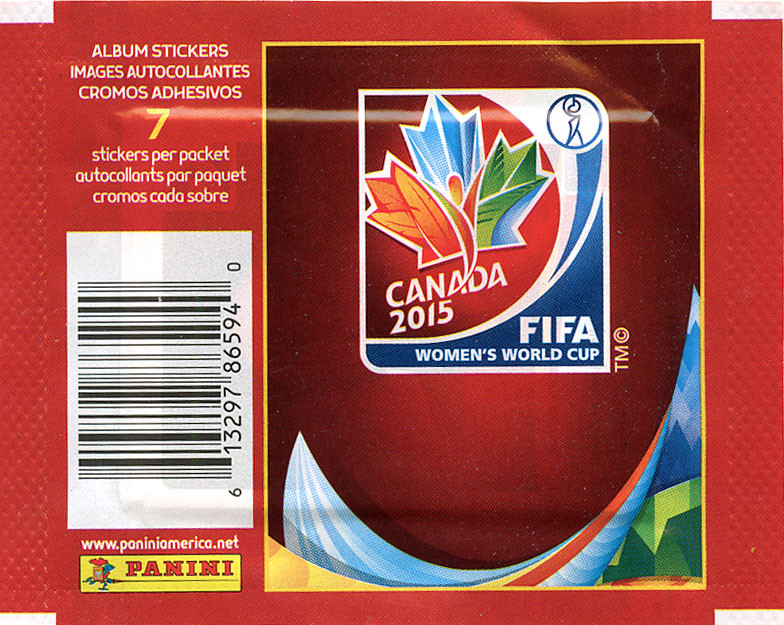 ALBUM STICKERS
IMAGES AUTOCOLLANTES
CROMOS ADHESIVOS
7
stickers per packet
autocollants par paquet
cromos cada sobre
6 13297 86594 0
www.paniniamerica.net
PANINI
CANADA
2015
FIFA
WOMEN'S WORLD CUP
TM©